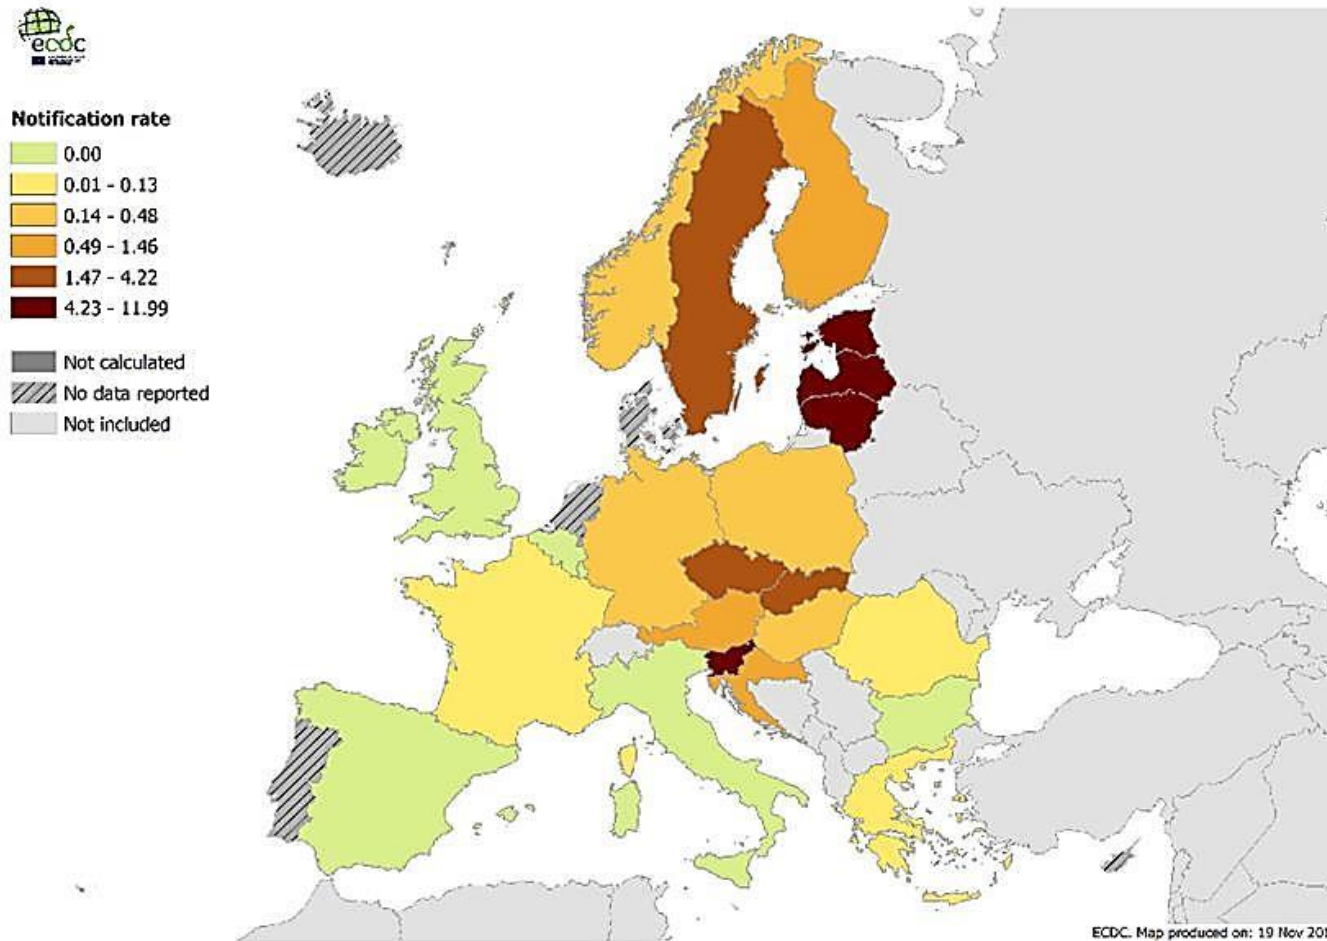 ecdc
Notification rate
0.00
0.01 - 0.13
0.14 - 0.48
0.49 - 1.46
1.47 - 4.22
4.23 - 11.99
Not calculated
No data reported
Not included
ECDC. Map produced on: 19 Nov 201